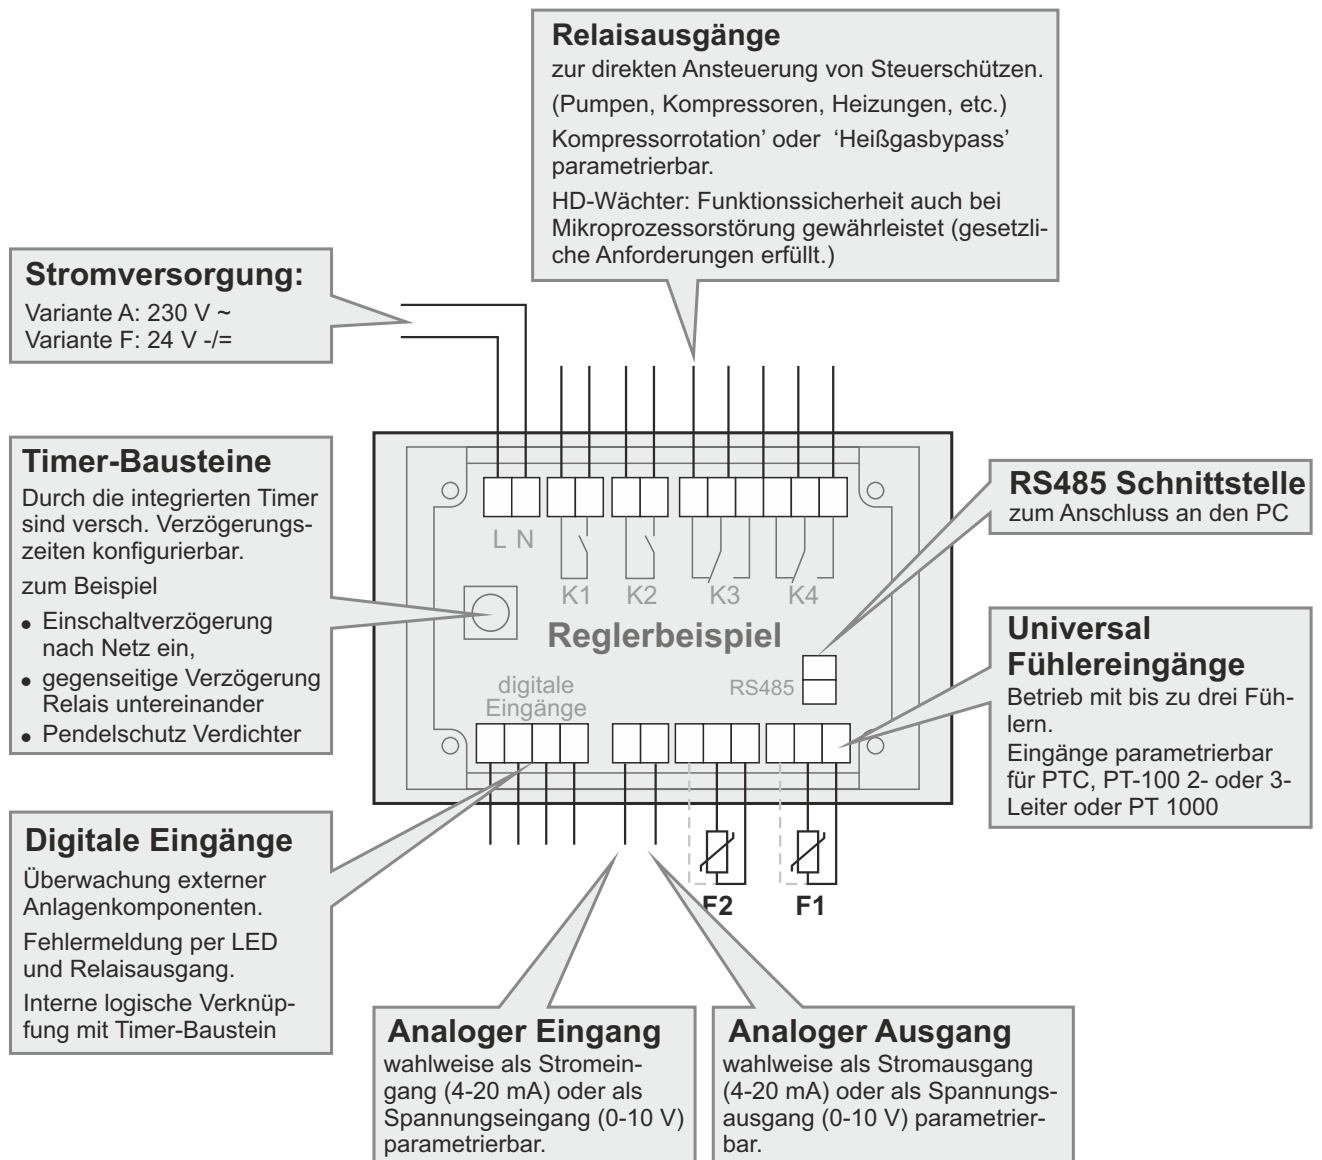 Relaisausgänge
zur direkten Ansteuerung von Steuerschützen.
(Pumpen, Kompressoren, Heizungen, etc.)
Kompressorrotation’ oder ‘Heißgasbypass’
parametrierbar.
HD-Wächter: Funktionssicherheit auch bei
Mikroprozessorstörung gewährleistet (gesetzli-
che Anforderungen erfüllt.)
Stromversorgung:
Variante A: 230 V ~
Variante F: 24 V -/=
Timer-Bausteine
Durch die integrierten Timer
sind versch. Verzögerungs-
zeiten konfigurierbar.
zum Beispiel
• Einschaltverzögerung
nach Netz ein,
• gegenseitige Verzögerung
Relais untereinander
• Pendelschutz Verdichter
L N
K1 K2 K3 K4
Reglerbeispiel
digitale
Eingänge
RS485
RS485 Schnittstelle
zum Anschluss an den PC
Universal
Fühlereingänge
Betrieb mit bis zu drei Füh-
lern.
Eingänge parametrierbar
für PTC, PT-100 2- oder 3-
Leiter oder PT 1000
Digitale Eingänge
Überwachung externer
Anlagenkomponenten.
Fehlermeldung per LED
und Relaisausgang.
Interne logische Verknüp-
fung mit Timer-Baustein
F2 F1
Analoger Eingang
wahlweise als Stromein-
gang (4-20 mA) oder als
Spannungseingang (0-10 V)
parametrierbar.
Analoger Ausgang
wahlweise als Stromausgang
(4-20 mA) oder als Spannungs-
ausgang (0-10 V) parametrier-
bar.